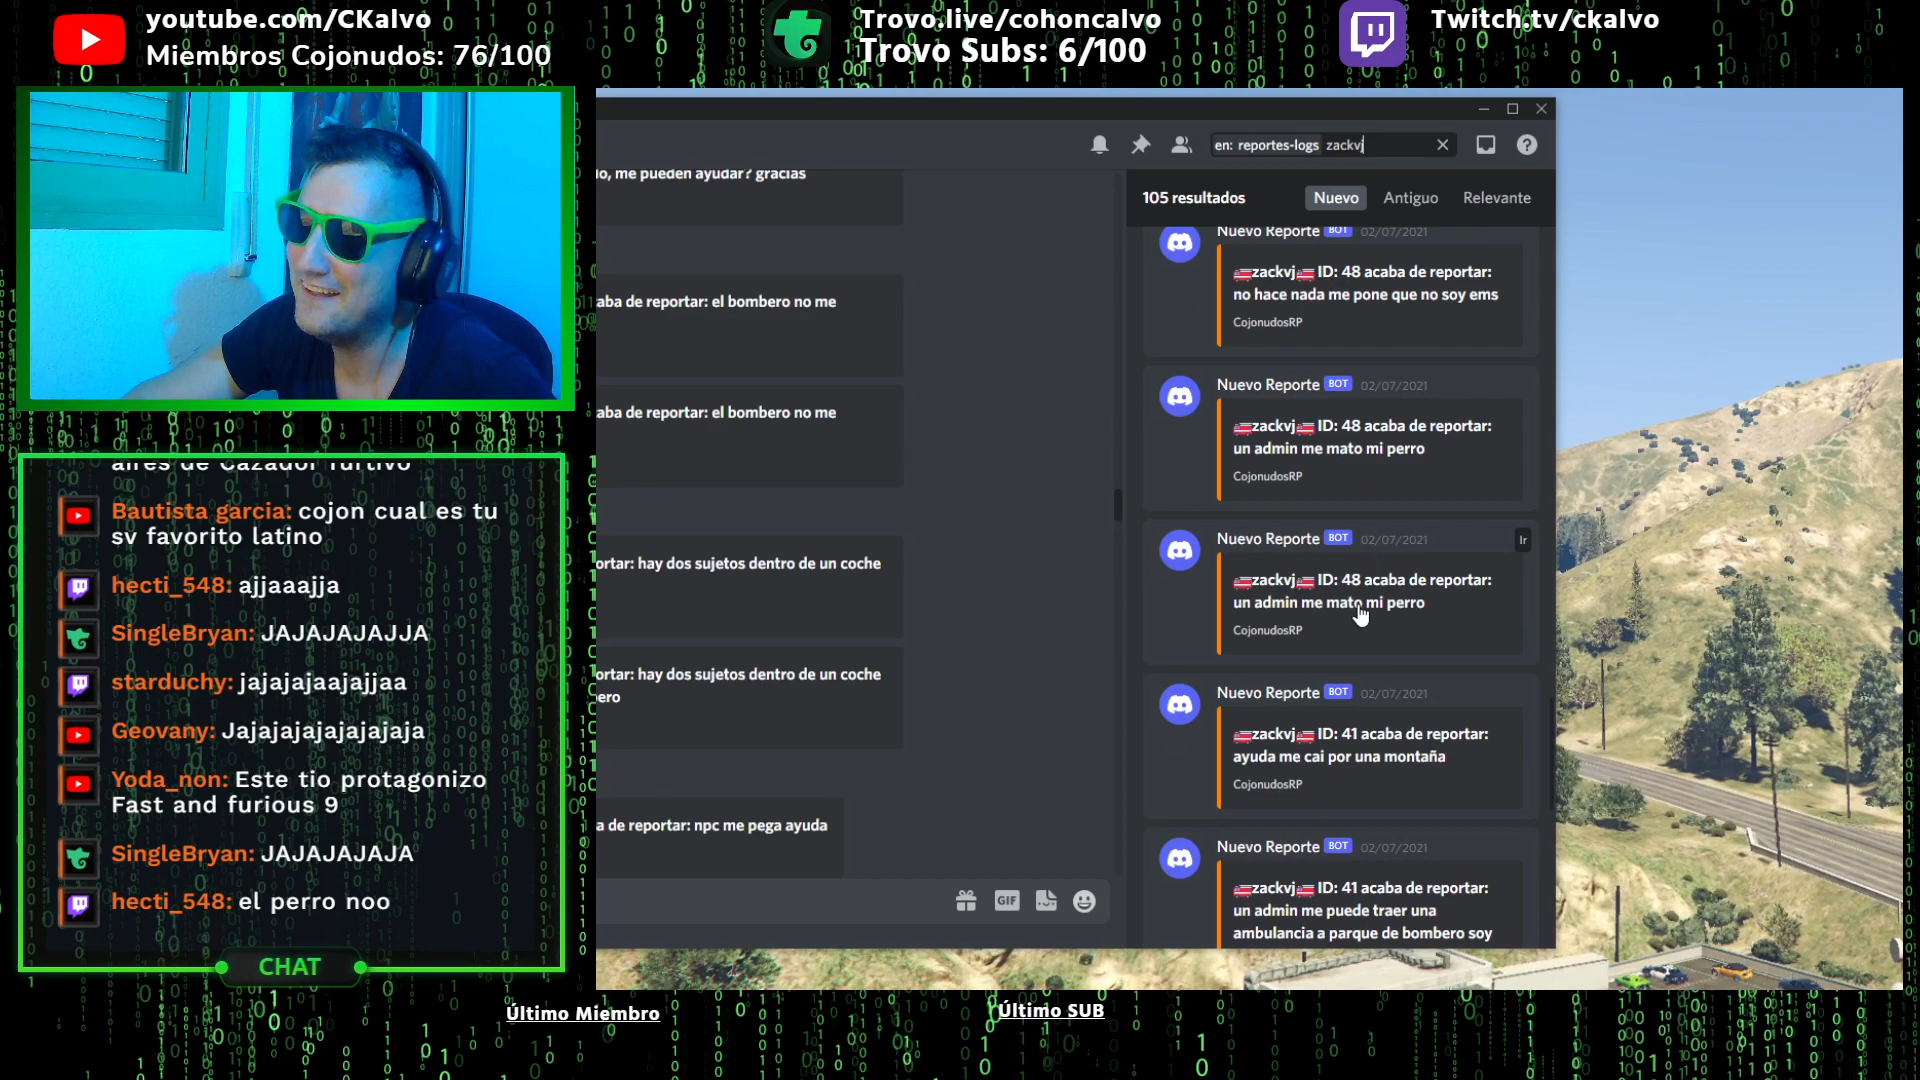 youtube.com/CKalvo
Miembros Cojonudos: 76/100
Trovo.live/cohoncalvo
Trovo Subs: 6/100
Twitch.tv/ckalvo
aires de Cazador furtivo
Bautista garcia: cojon cual es tu
sv favorito latino
hecti_548: ajjaaajja
SingleBryan: JAJAJAJAJJA
starduchy: jajajajaajajjaa
Geovany: Jajajajajajajajaja
Yoda_non: Este tio protagonizo
Fast and furious 9
SingleBryan: JAJAJAJAJA
hecti_548: el perro noo
CHAT
en: reportes-logs zackvj
lo, me pueden ayudar? gracias
aba de reportar: el bombero no me
aba de reportar: el bombero no me
ortar: hay dos sujetos dentro de un coche
ortar: hay dos sujetos dentro de un coche
ero
a de reportar: npc me pega ayuda
GIF
105 resultados
Nuevo
Antiguo
Relevante
Nuevo Reporte BOT 02/07/2021
zackvj ID: 48 acaba de reportar:
no hace nada me pone que no soy ems
CojonudosRP
Nuevo Reporte BOT 02/07/2021
zackvj ID: 48 acaba de reportar:
un admin me mato mi perro
CojonudosRP
Nuevo Reporte BOT 02/07/2021
Ir
zackvj ID: 48 acaba de reportar:
un admin me mato mi perro
CojonudosRP
Nuevo Reporte BOT 02/07/2021
zackvj ID: 41 acaba de reportar:
ayuda me cai por una montaña
CojonudosRP
Nuevo Reporte BOT 02/07/2021
zackvj ID: 41 acaba de reportar:
un admin me puede traer una
ambulancia a parque de bombero soy
Último Miembro
Último SUB